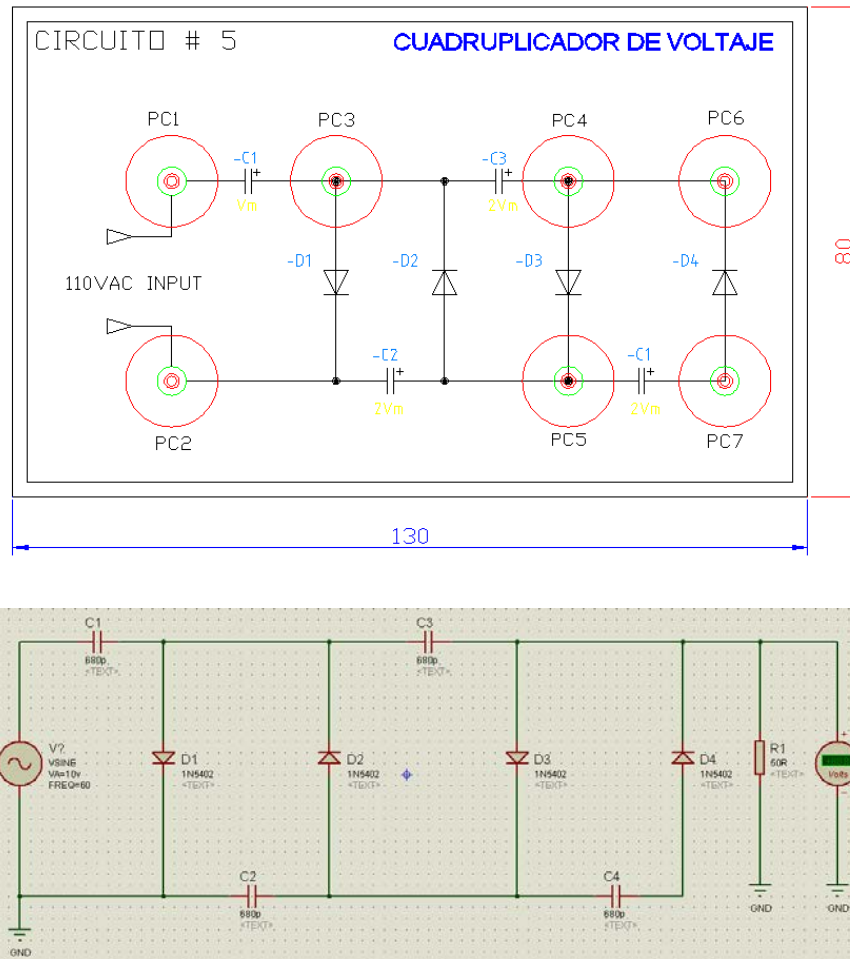 CIRCUITO # 5
CUADRUPLICADOR DE VOLTAJE
PC1
PC3
PC4
PC6
-C1
+
Vm
-C3
+
2Vm
-D1
-D2
-D3
-D4
110VAC INPUT
80
-C2
+
2Vm
-C1
+
2Vm
PC2
PC5
PC7
130
C1
680p
<TEXT>
C3
680p
<TEXT>
V?
VSINE
VA=10v
FREQ=60
D1
1N5402
<TEXT>
D2
1N5402
<TEXT>
D3
1N5402
<TEXT>
D4
1N5402
<TEXT>
R1
50R
<TEXT>
+
Volts
-
C2
680p
<TEXT>
C4
680p
<TEXT>
GND
GND
GND